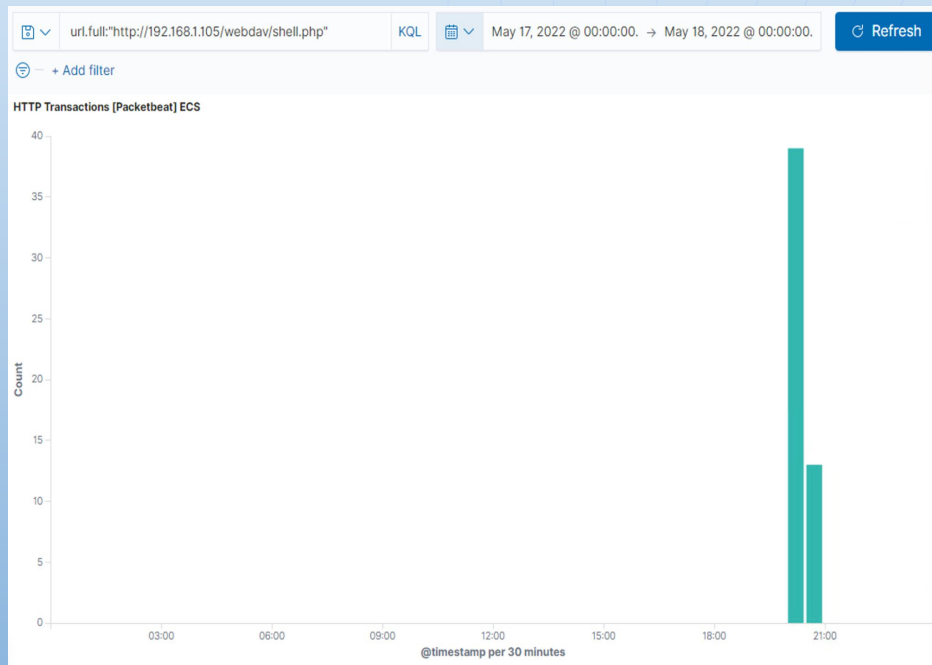 url.full:"http://192.168.1.105/webdav/shell.php" KQL May 17, 2022 @ 00:00:00. → May 18, 2022 @ 00:00:00. Refresh
+ Add filter
HTTP Transactions [Packetbeat] ECS
40
35
30
25
20
15
10
5
0
Count
03:00 06:00 09:00 12:00 15:00 18:00 21:00
@timestamp per 30 minutes